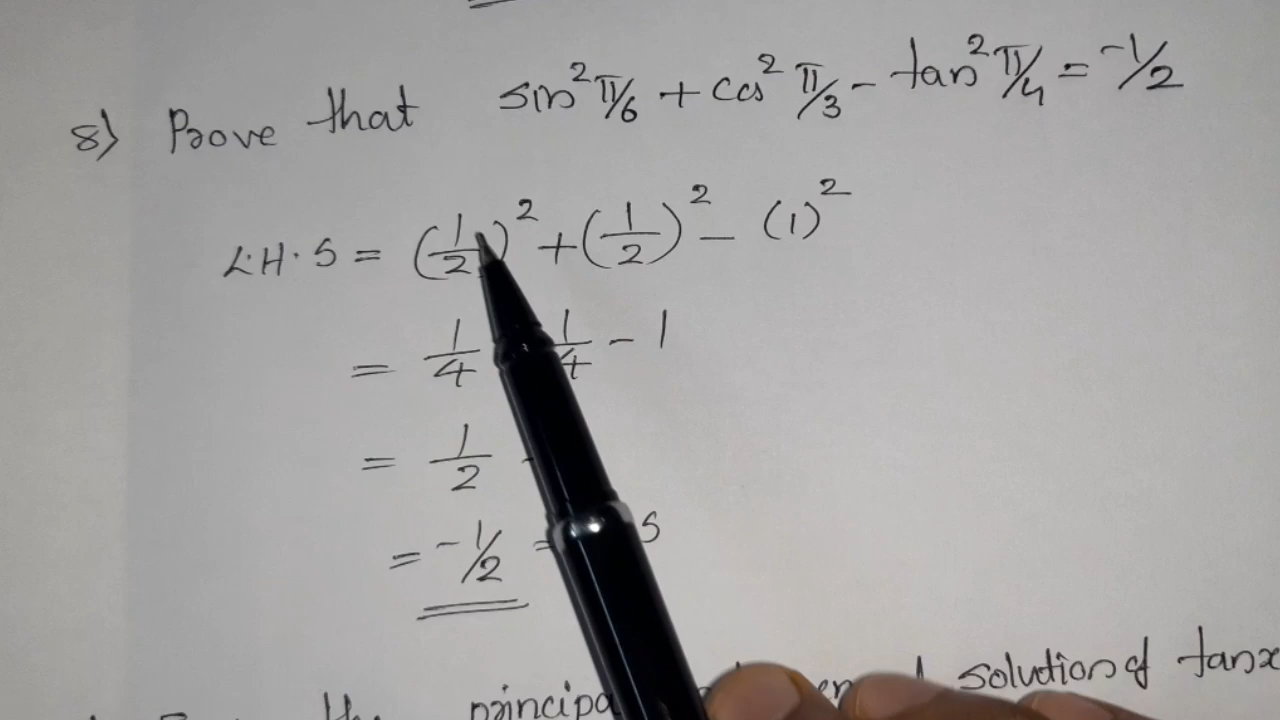 8) Prove that sin²π/6 + cos²π/3 - tan²π/4 = -1/2
L.H.S = (1/2)² + (1/2)² - (1)²
= 1/4 1/4 - 1
= 1/2 -
= -1/2 = S
principa solution of tanx